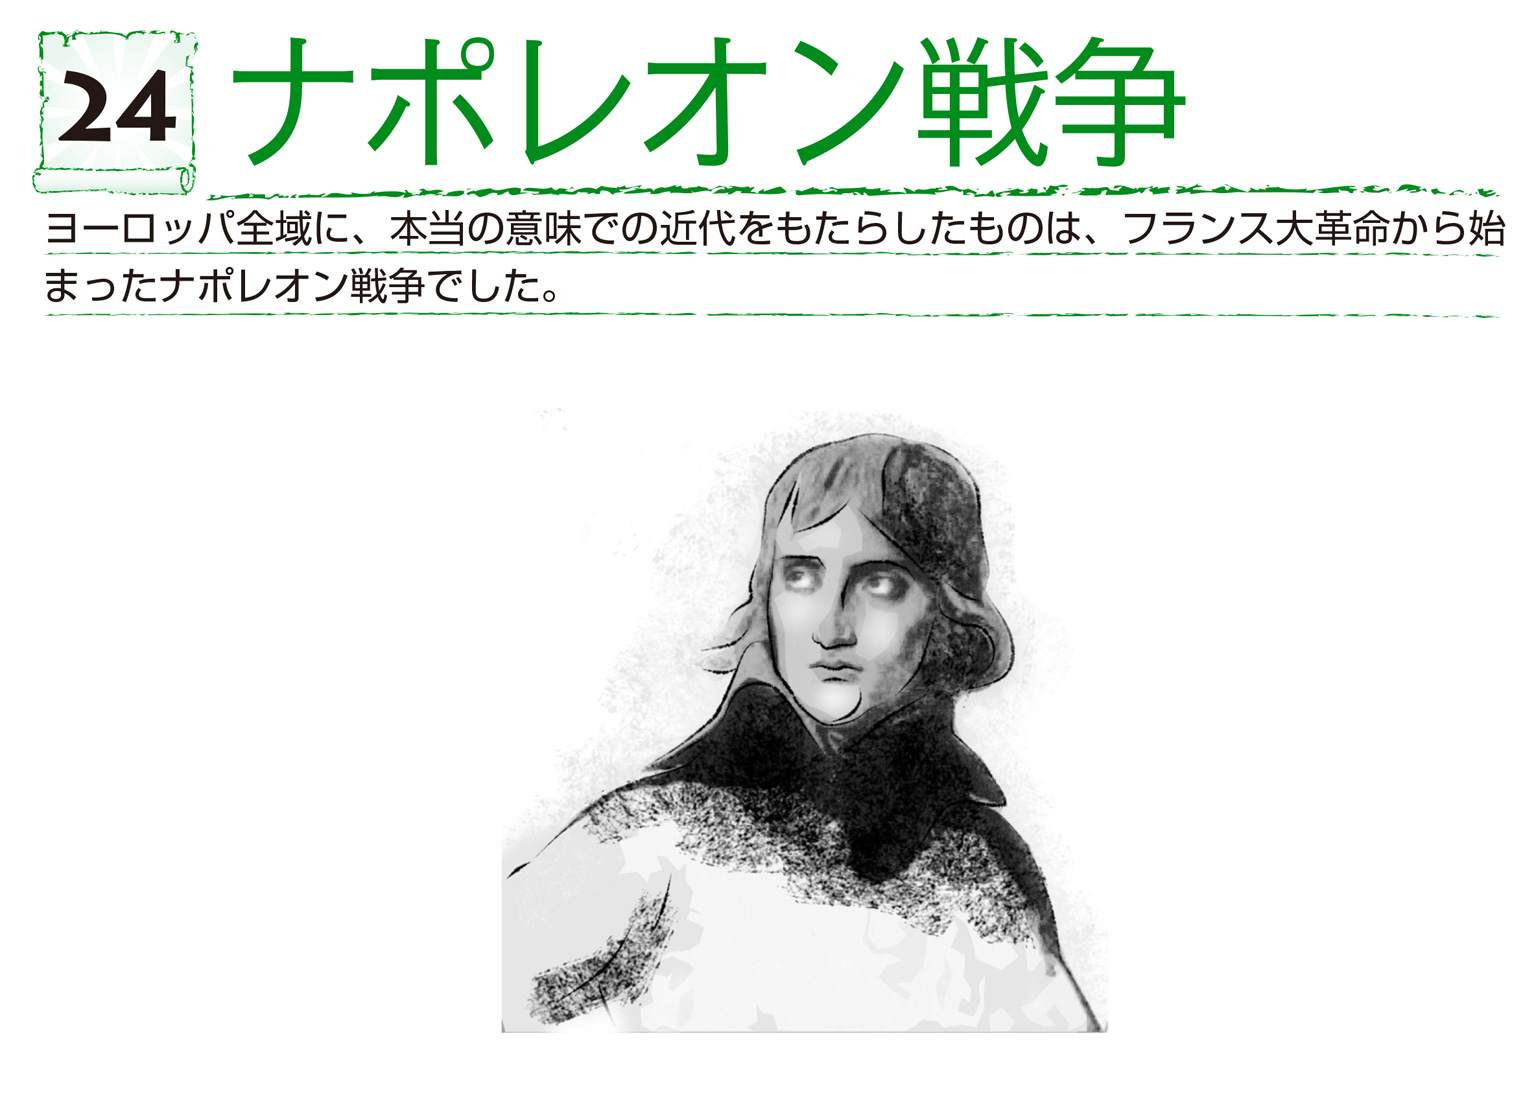 24
ナポレオン戦争
ヨーロッパ全域に、本当の意味での近代をもたらしたものは、フランス大革命から始
まったナポレオン戦争でした。